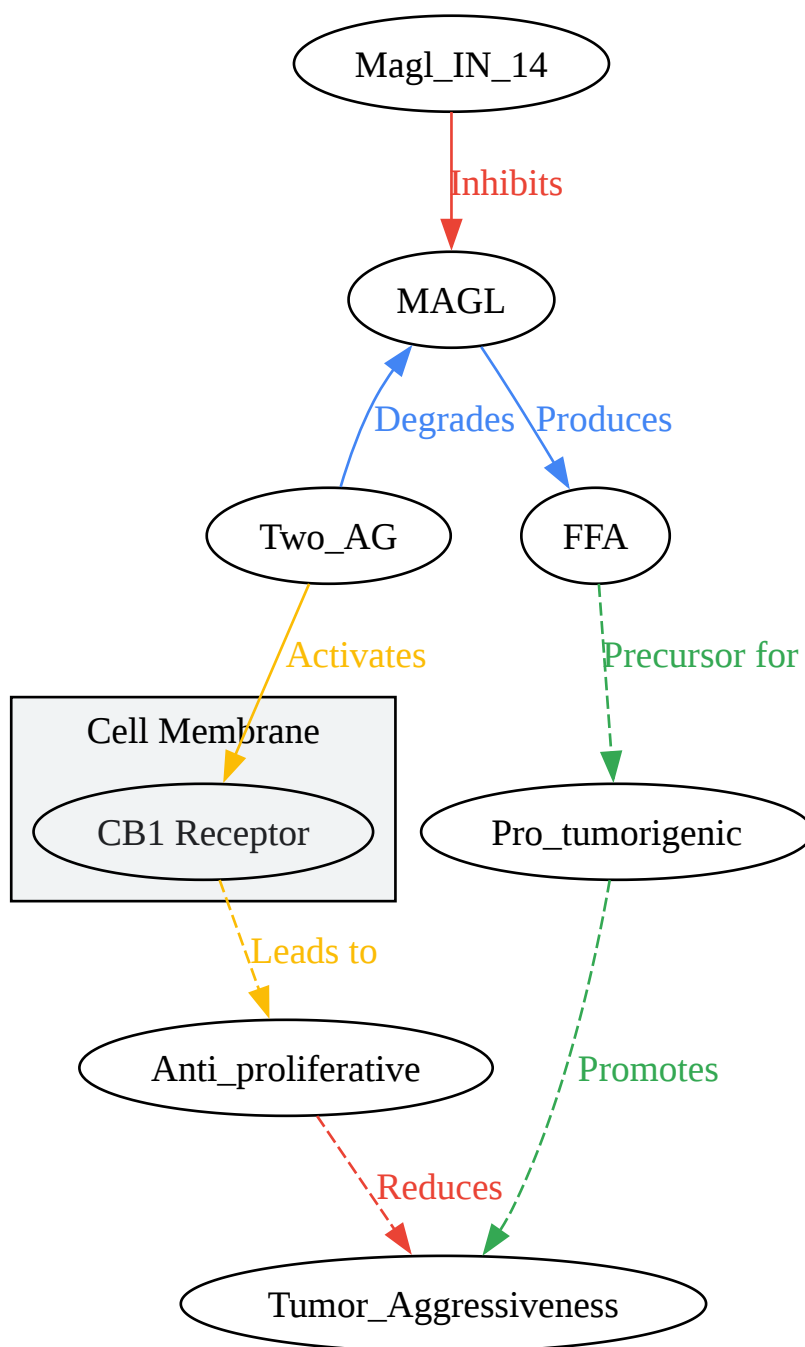 Magl_IN_14
Inhibits
MAGL
Degrades
Produces
Two_AG
FFA
Activates
Precursor for
Cell Membrane
CB1 Receptor
Pro_tumorigenic
Leads to
Anti_proliferative
Promotes
Reduces
Tumor_Aggressiveness